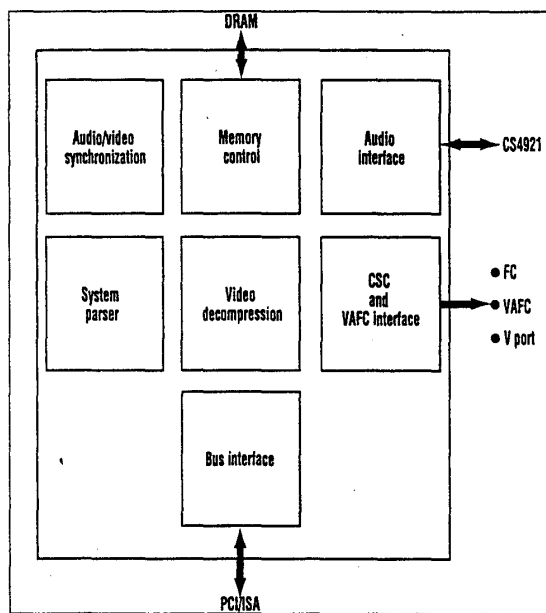 DRAM
Audio/video
synchronization
Memory
control
Audio
interface
CS4921
System
parser
Video
decompression
CSC
and
VAFC interface
• FC
• VAFC
• V port
Bus interface
PCI/ISA